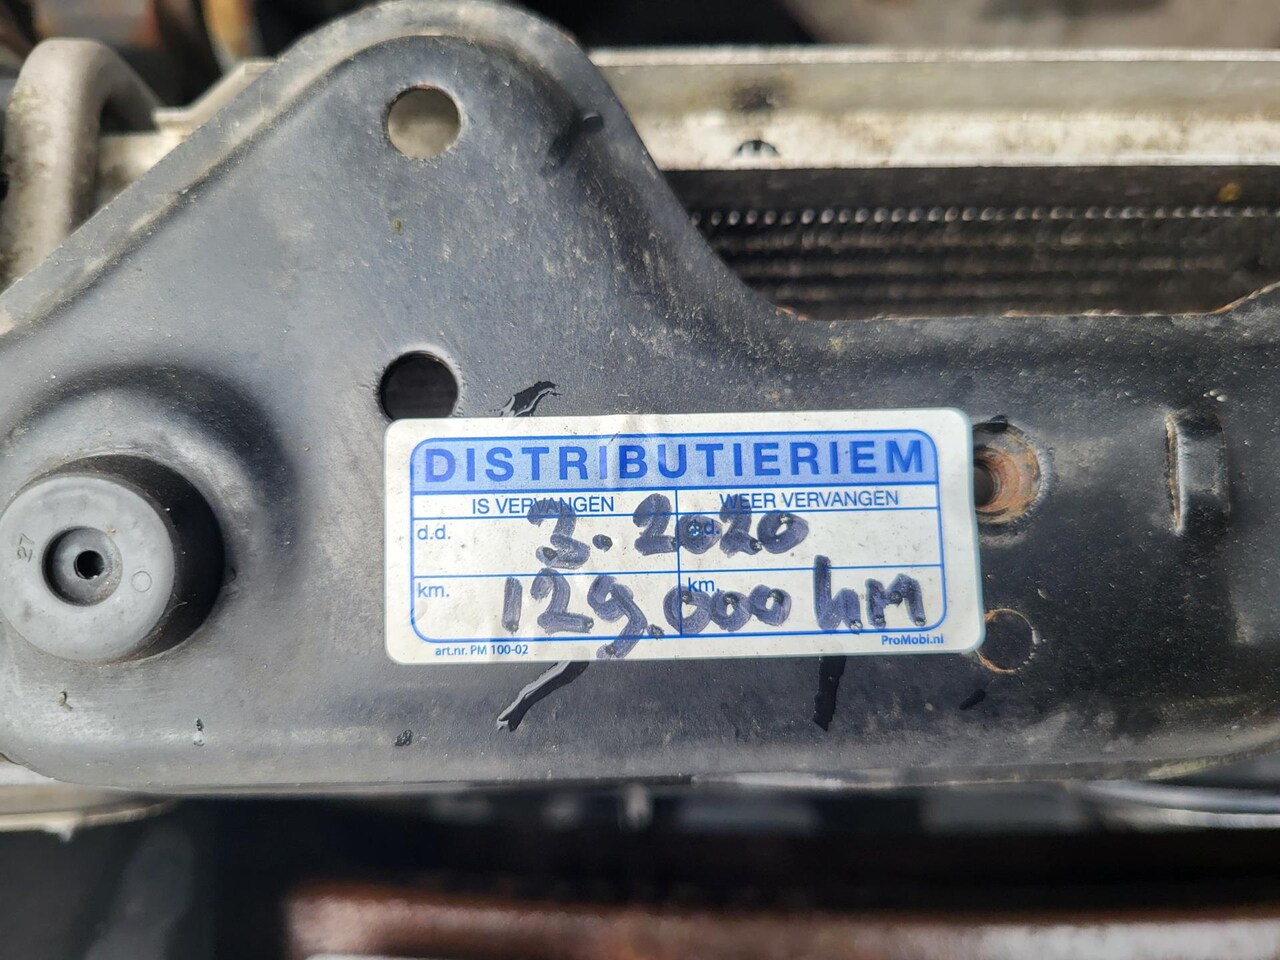 DISTRIBUTIERIEM
IS VERVANGEN WEER VERVANGEN
d.d. 3.2020 d.d.
km. 129.000 km km.
art.nr. PM 100-02 ProMobi.nl
27